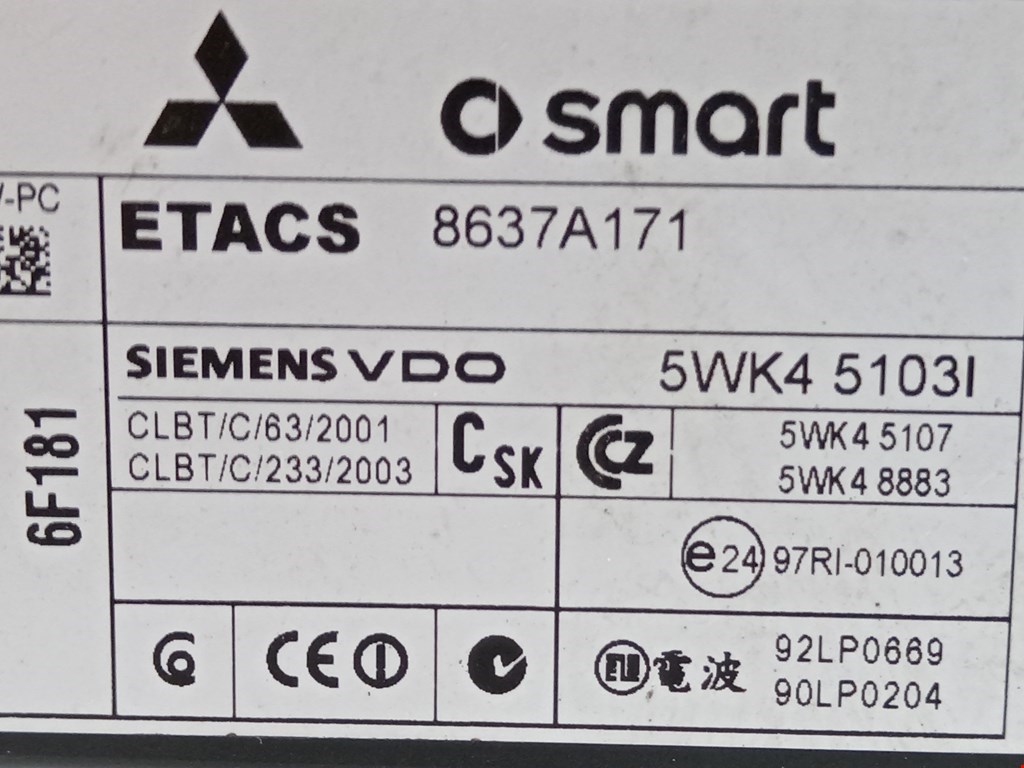 smart
-PC
ETACS 8637A171
SIEMENS VDO 5WK4 5103I
6F181
CLBT/C/63/2001
CLBT/C/233/2003
CSK
CZ
5WK4 5107
5WK4 8883
e24 97RI-010013
CE
電波
92LP0669
90LP0204